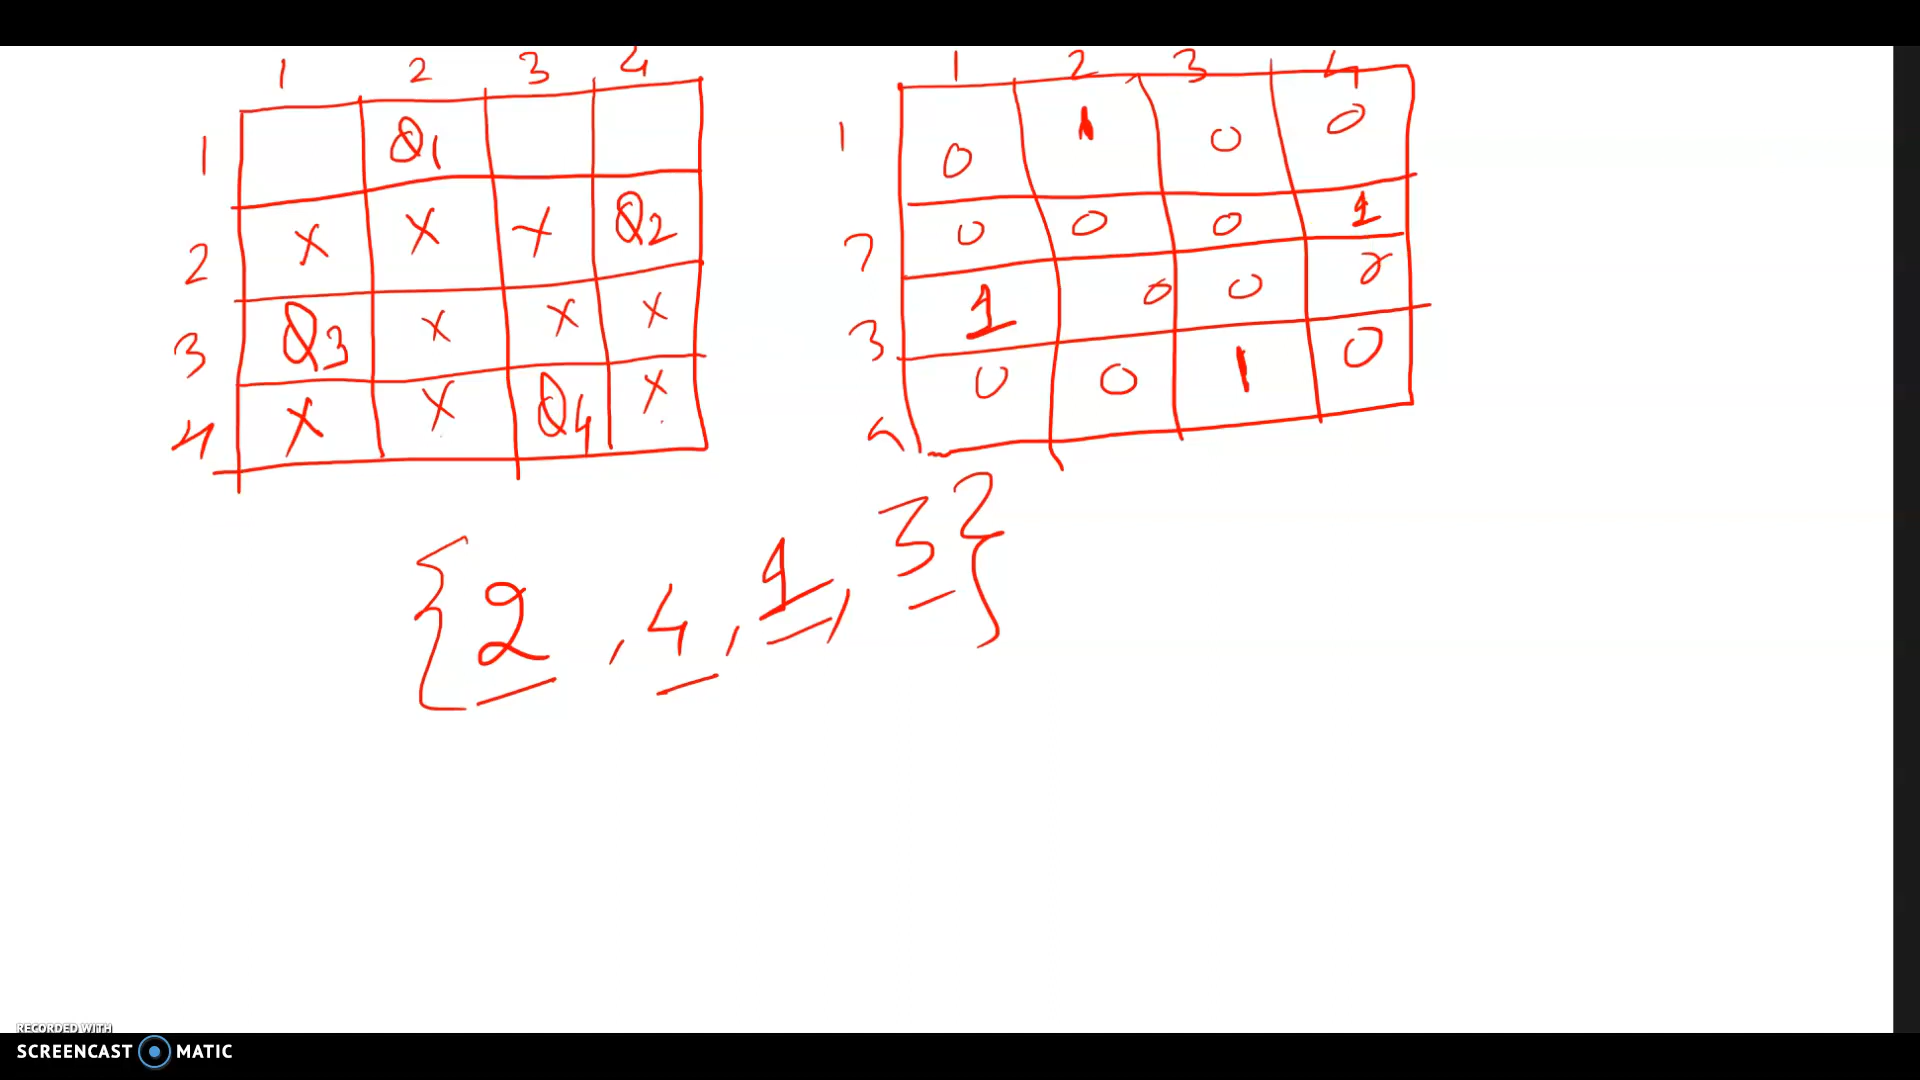 1 2 3 4
1 Q1
2 X X X Q2
3 Q3 X X X
4 X X Q4 X
1 2 3 4
1 0 1 0 0
2 0 0 0 1
3 1 0 0 0
4 0 0 1 0
{2, 4, 1, 3}
RECORDED WITH
SCREENCAST MATIC